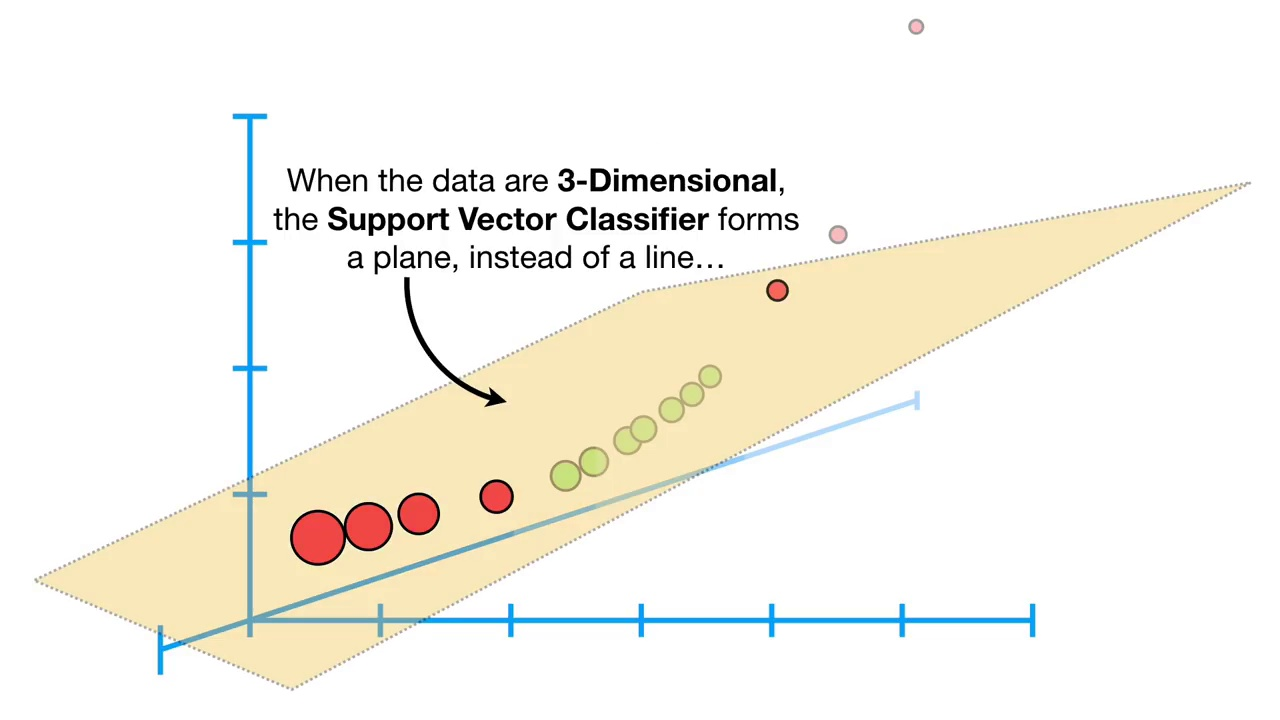 When the data are 3-Dimensional,
the Support Vector Classifier forms
a plane, instead of a line…